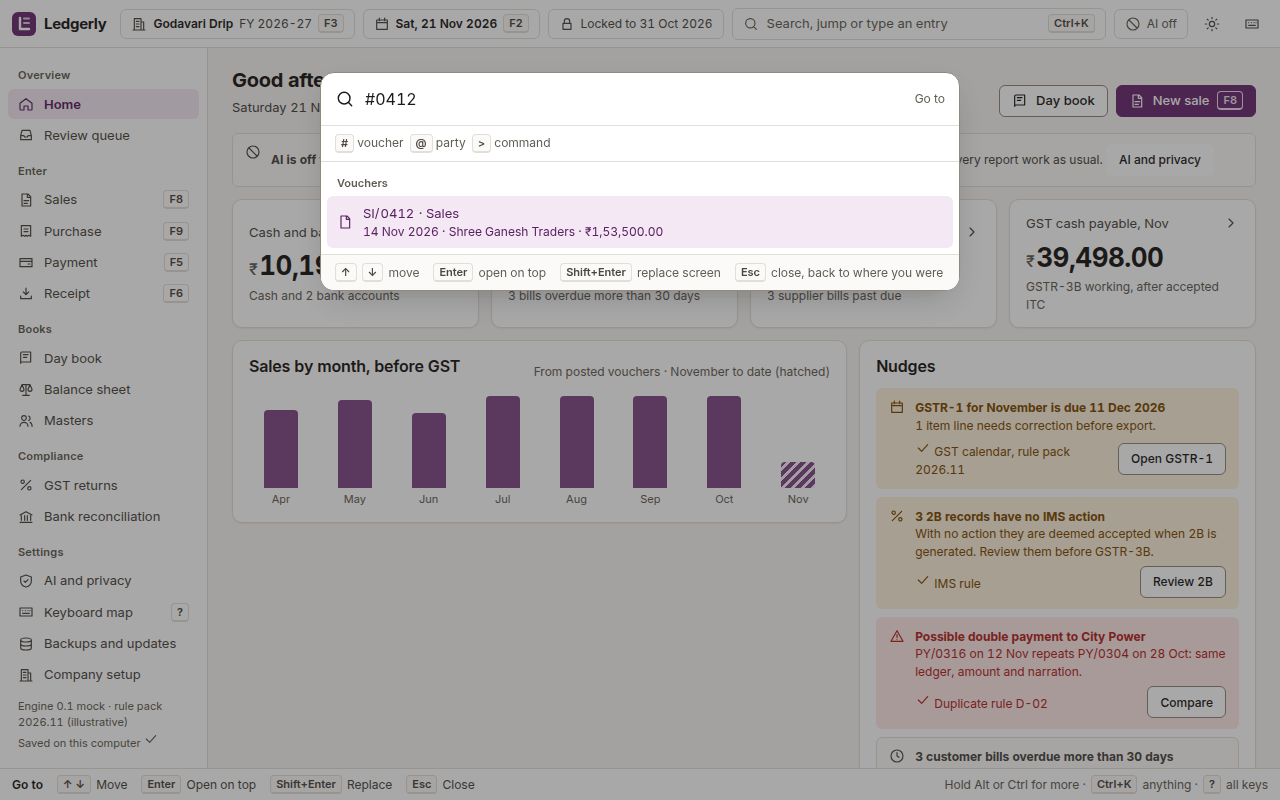 Ledgerly
Godavari Drip FY 2026-27 F3
Sat, 21 Nov 2026 F2
Locked to 31 Oct 2026
Search, jump or type an entry Ctrl+K
AI off
Overview
Home
Review queue
Enter
Sales F8
Purchase F9
Payment F5
Receipt F6
Books
Day book
Balance sheet
Masters
Compliance
GST returns
Bank reconciliation
Settings
AI and privacy
Keyboard map ?
Backups and updates
Company setup
Engine 0.1 mock · rule pack
2026.11 (illustrative)
Saved on this computer
Good afte
Saturday 21 N
Day book
New sale F8
#0412 Go to
# voucher @ party > command
Vouchers
SI/0412 · Sales
14 Nov 2026 · Shree Ganesh Traders · ₹1,53,500.00
↑ ↓ move Enter open on top Shift+Enter replace screen Esc close, back to where you were
AI is off
very report work as usual. AI and privacy
Cash and ba
₹10,19
Cash and 2 bank accounts
3 bills overdue more than 30 days
3 supplier bills past due
GST cash payable, Nov
₹39,498.00
GSTR-3B working, after accepted
ITC
Sales by month, before GST
From posted vouchers · November to date (hatched)
Apr May Jun Jul Aug Sep Oct Nov
Nudges
GSTR-1 for November is due 11 Dec 2026
1 item line needs correction before export.
GST calendar, rule pack
2026.11
Open GSTR-1
3 2B records have no IMS action
With no action they are deemed accepted when 2B is
generated. Review them before GSTR-3B.
IMS rule
Review 2B
Possible double payment to City Power
PY/0316 on 12 Nov repeats PY/0304 on 28 Oct: same
ledger, amount and narration.
Duplicate rule D-02
Compare
3 customer bills overdue more than 30 days
Go to ↑ ↓ Move Enter Open on top Shift+Enter Replace Esc Close
Hold Alt or Ctrl for more · Ctrl+K anything · ? all keys